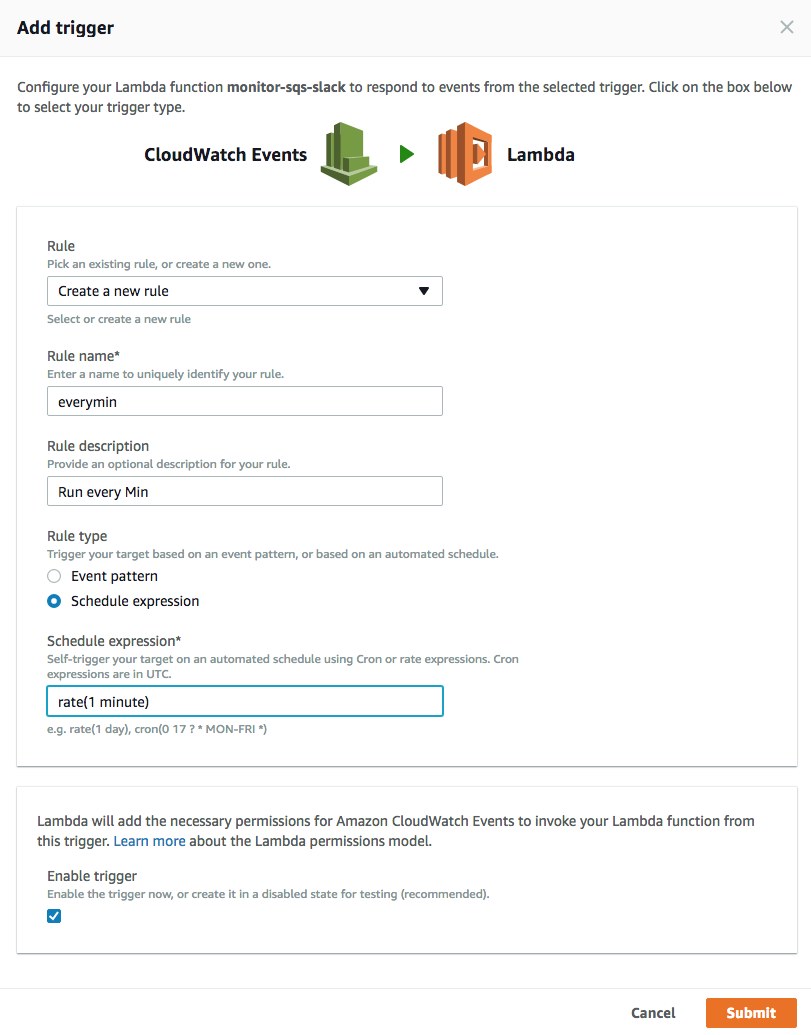 Add trigger
Configure your Lambda function monitor-sqs-slack to respond to events from the selected trigger. Click on the box below
to select your trigger type.
CloudWatch Events
Lambda
Rule
Pick an existing rule, or create a new one.
Create a new rule
Select or create a new rule
Rule name*
Enter a name to uniquely identify your rule.
everymin
Rule description
Provide an optional description for your rule.
Run every Min
Rule type
Trigger your target based on an event pattern, or based on an automated schedule.
Event pattern
Schedule expression
Schedule expression*
Self-trigger your target on an automated schedule using Cron or rate expressions. Cron
expressions are in UTC.
rate(1 minute)
e.g. rate(1 day), cron(0 17 ? * MON-FRI *)
Lambda will add the necessary permissions for Amazon CloudWatch Events to invoke your Lambda function from
this trigger. Learn more about the Lambda permissions model.
Enable trigger
Enable the trigger now, or create it in a disabled state for testing (recommended).
Cancel
Submit